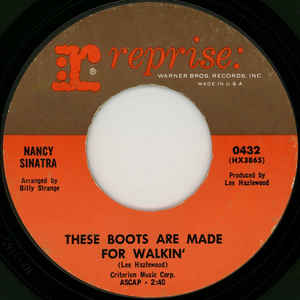 r reprise:
WARNER BROS. RECORDS, INC.
MADE IN U.S.A.
NANCY
SINATRA
Arranged by
Billy Strange
0432
(HX3865)
Produced by
Lee Hazlewood
THESE BOOTS ARE MADE
FOR WALKIN'
(Lee Hazlewood)
Criterion Music Corp.
ASCAP - 2:40